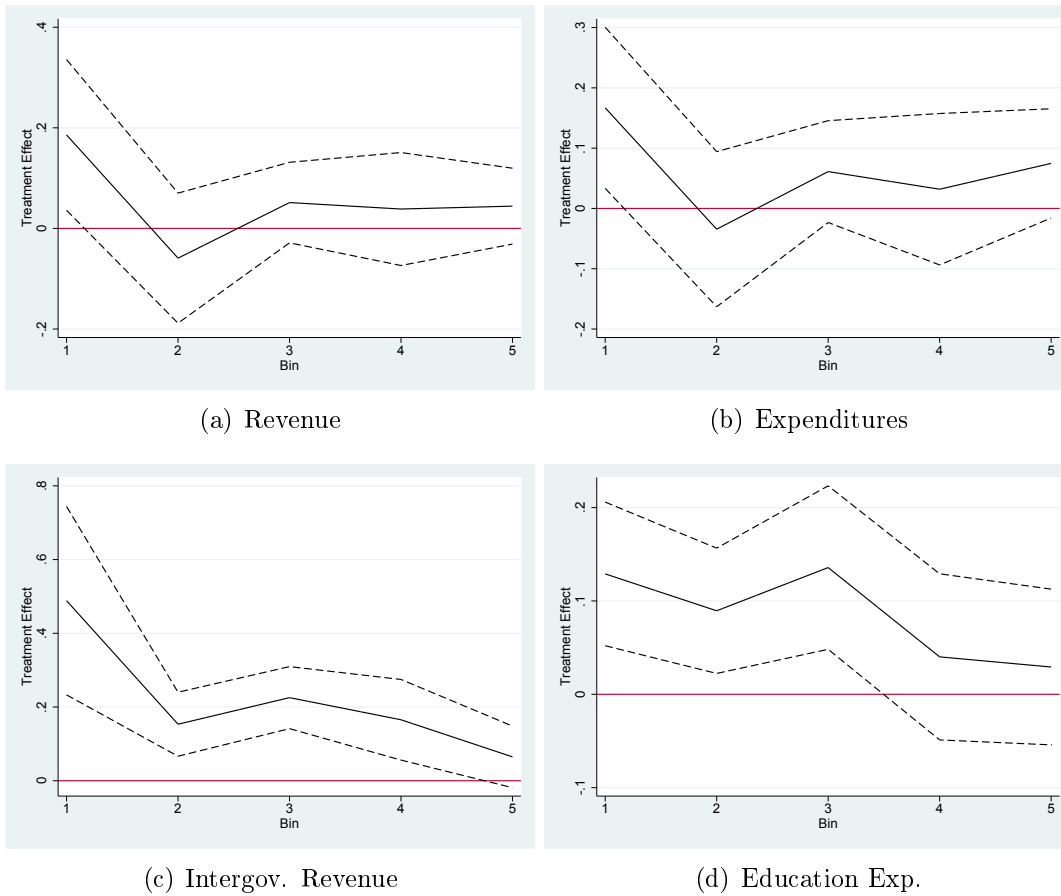 .4
.2
0
-.2
Treatment Effect
1 2 3 4 5
Bin
(a) Revenue
.3
.2
.1
0
-.1
-.2
Treatment Effect
1 2 3 4 5
Bin
(b) Expenditures
.8
.6
.4
.2
0
Treatment Effect
1 2 3 4 5
Bin
(c) Intergov. Revenue
.2
.1
0
-.1
Treatment Effect
1 2 3 4 5
Bin
(d) Education Exp.